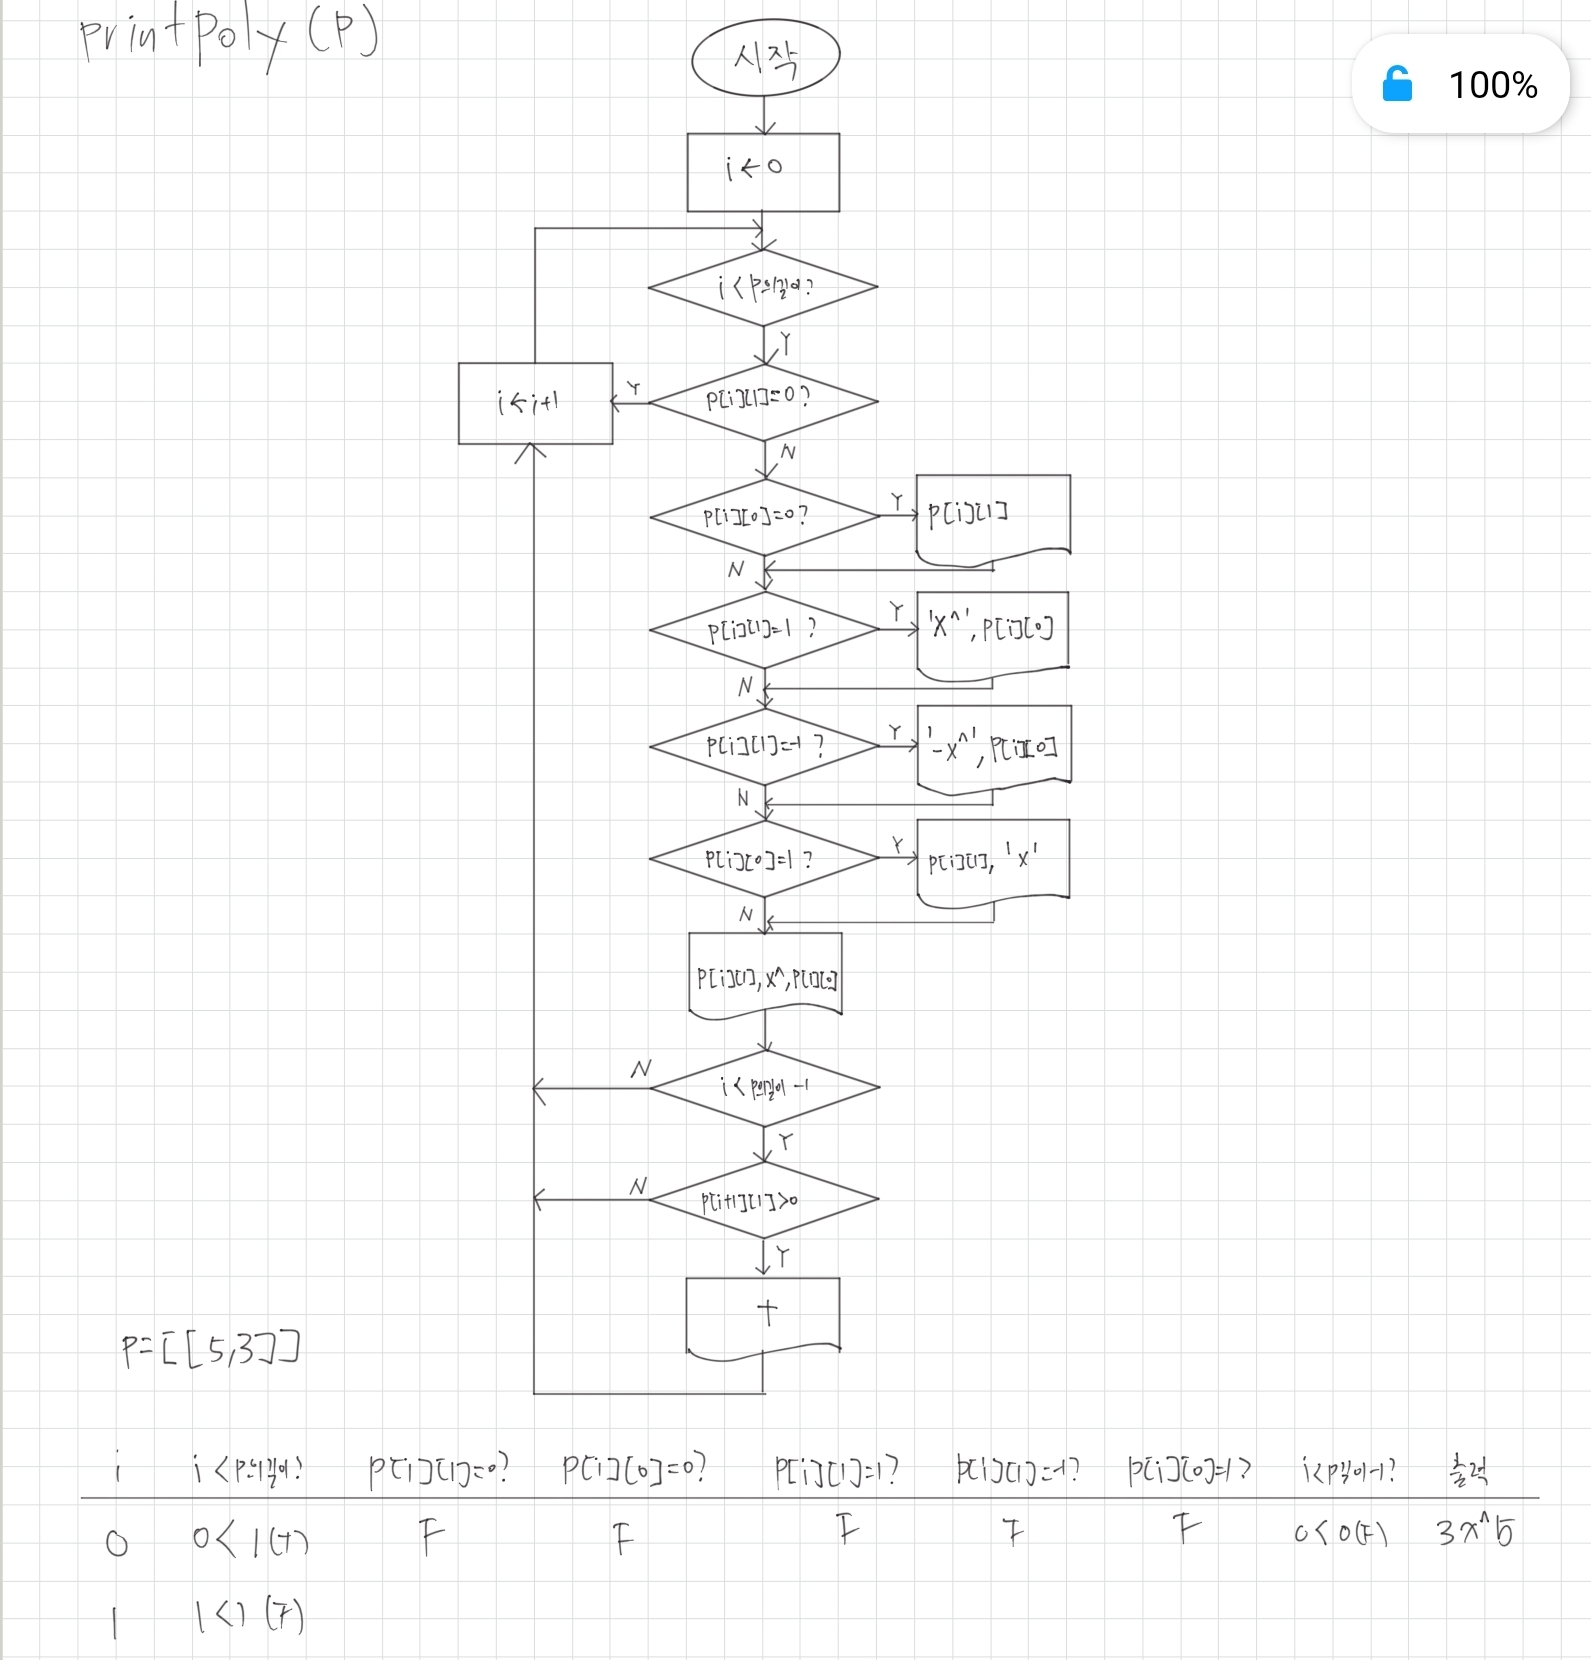 printPoly(P)
100%
시작
i←0
i<P의길이?
Y
i←i+1
Y
P[i][1]=0?
N
P[i][0]=0?
Y
P[i][1]
N
P[i][1]=1 ?
Y
'X^', P[i][0]
N
P[i][1]=-1 ?
Y
'-x^', P[i][0]
N
P[i][0]=1 ?
Y
P[i][1], 'x'
N
P[i][1], x^, P[i][0]
N
i<P의길이-1
Y
N
P[i+1][1]>0
Y
+
P=[[5,3]]
i i<P의길이? P[i][1]=0? P[i][0]=0? P[i][1]=1? P[i][1]=-1? P[i][0]=1? i<P길이-1? 출력
0 0<1(T) F F F F F 0<0(F) 3x^5
1 1<1 (F)